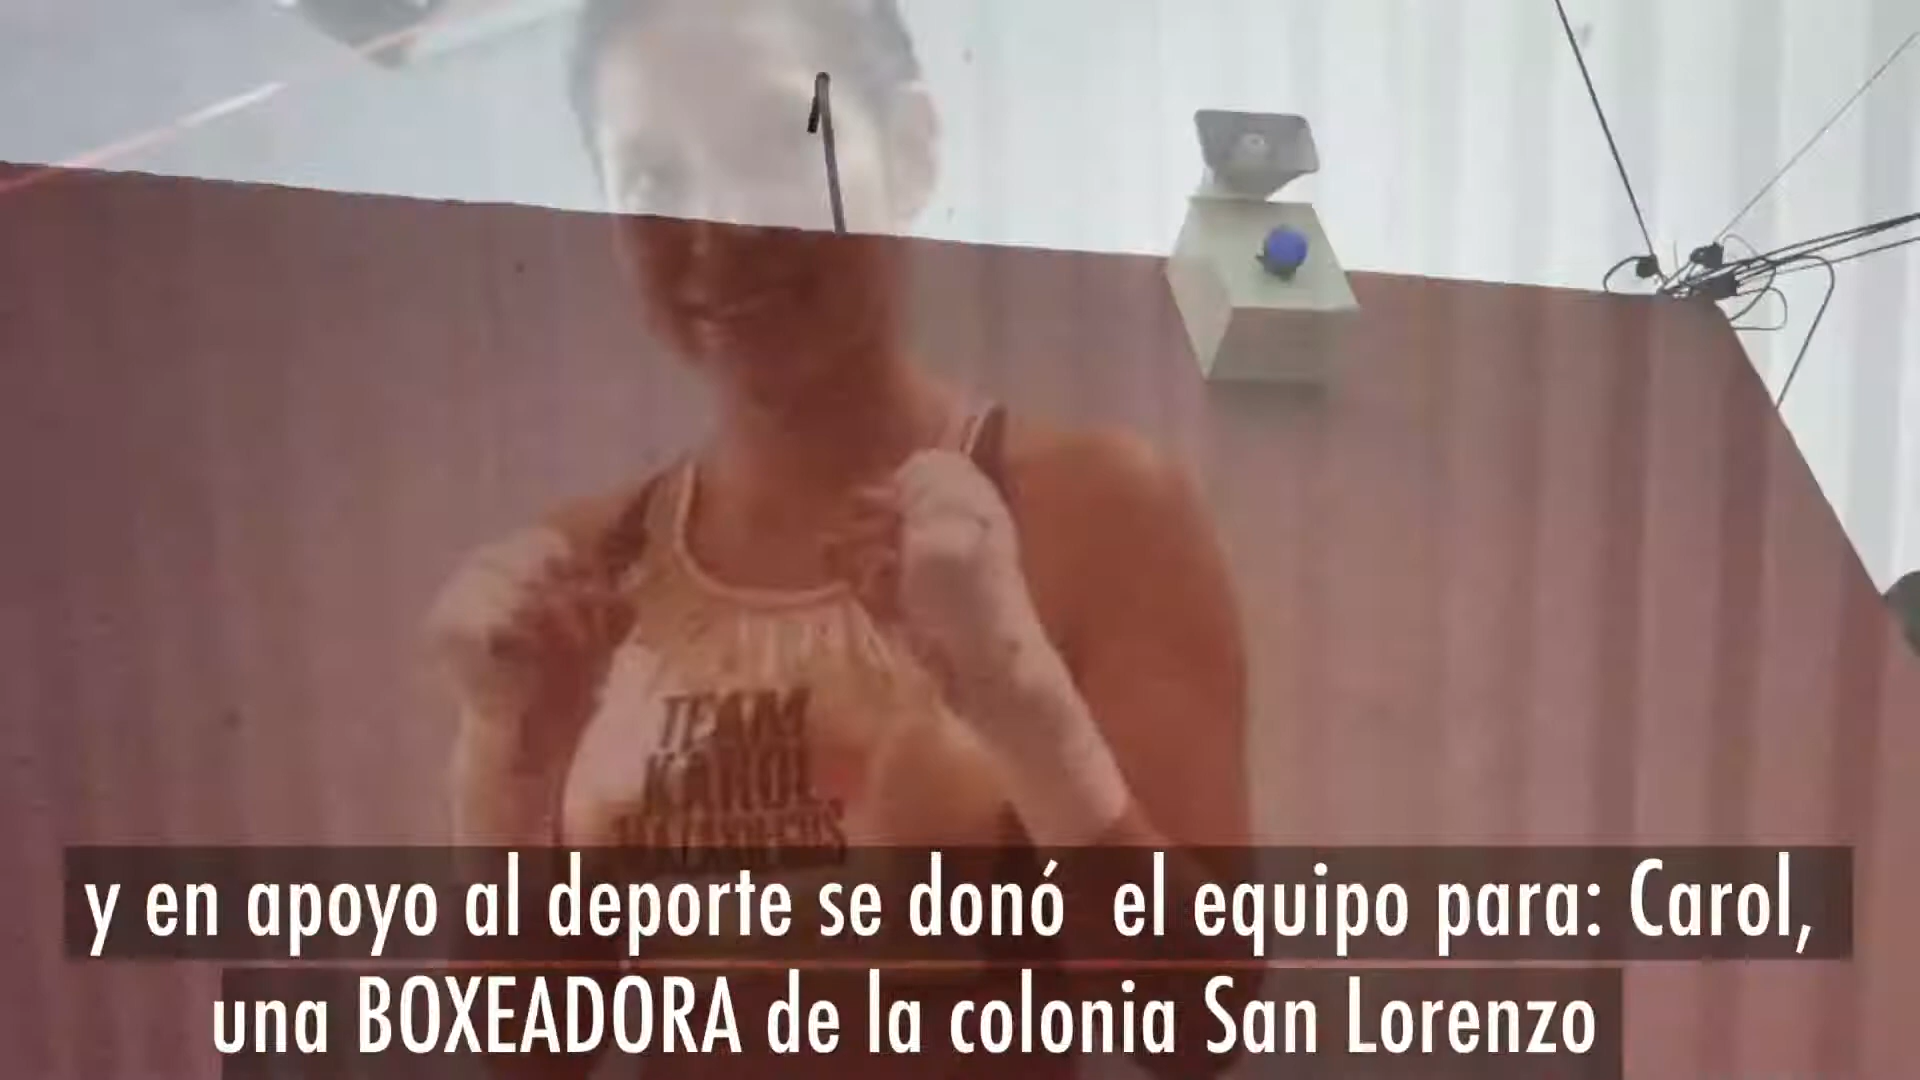 TEAM
KAROL
y en apoyo al deporte se donó el equipo para: Carol,
una BOXEADORA de la colonia San Lorenzo